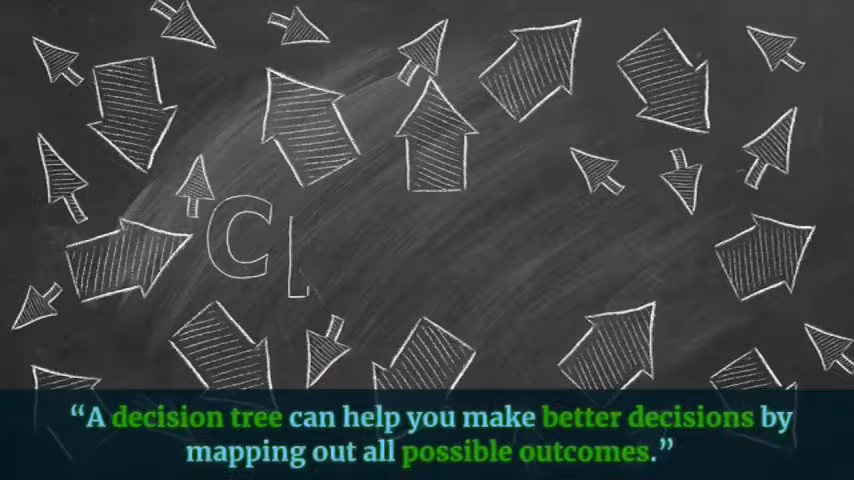 C
“A decision tree can help you make better decisions by
mapping out all possible outcomes.”